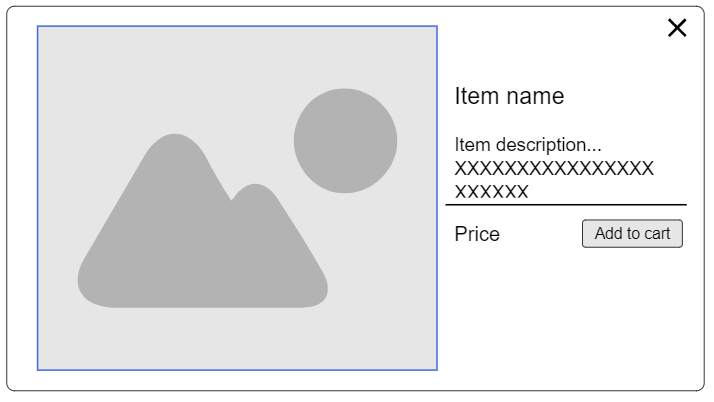 Item name
Item description...
XXXXXXXXXXXXXXXX
XXXXXX
Price
Add to cart